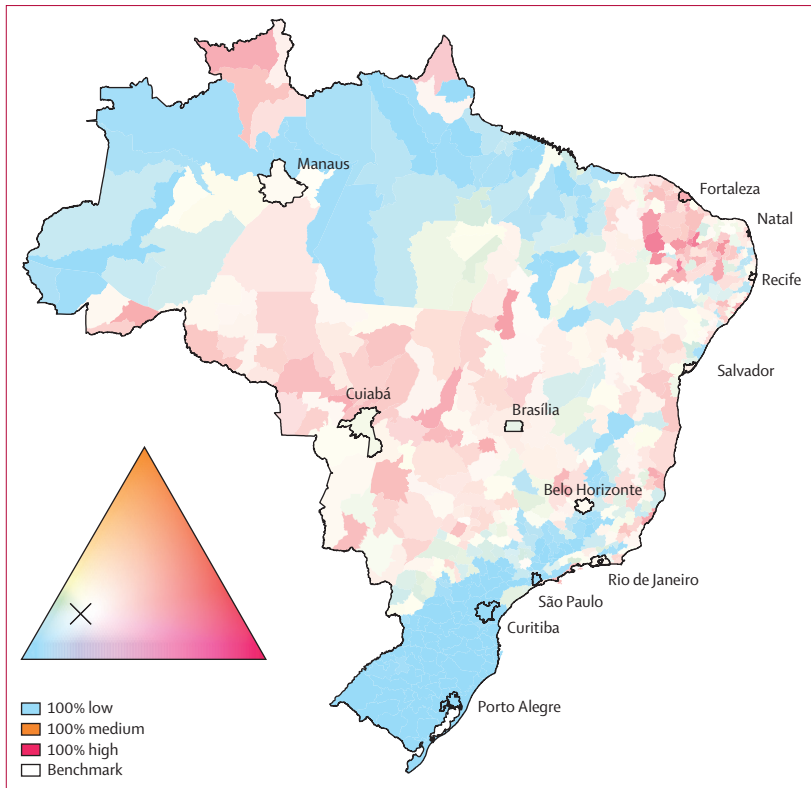 Manaus
Fortaleza
Natal
Recife
Salvador
Cuiabá
Brasília
Belo Horizonte
Rio de Janeiro
São Paulo
Curitiba
Porto Alegre
100% low
100% medium
100% high
Benchmark